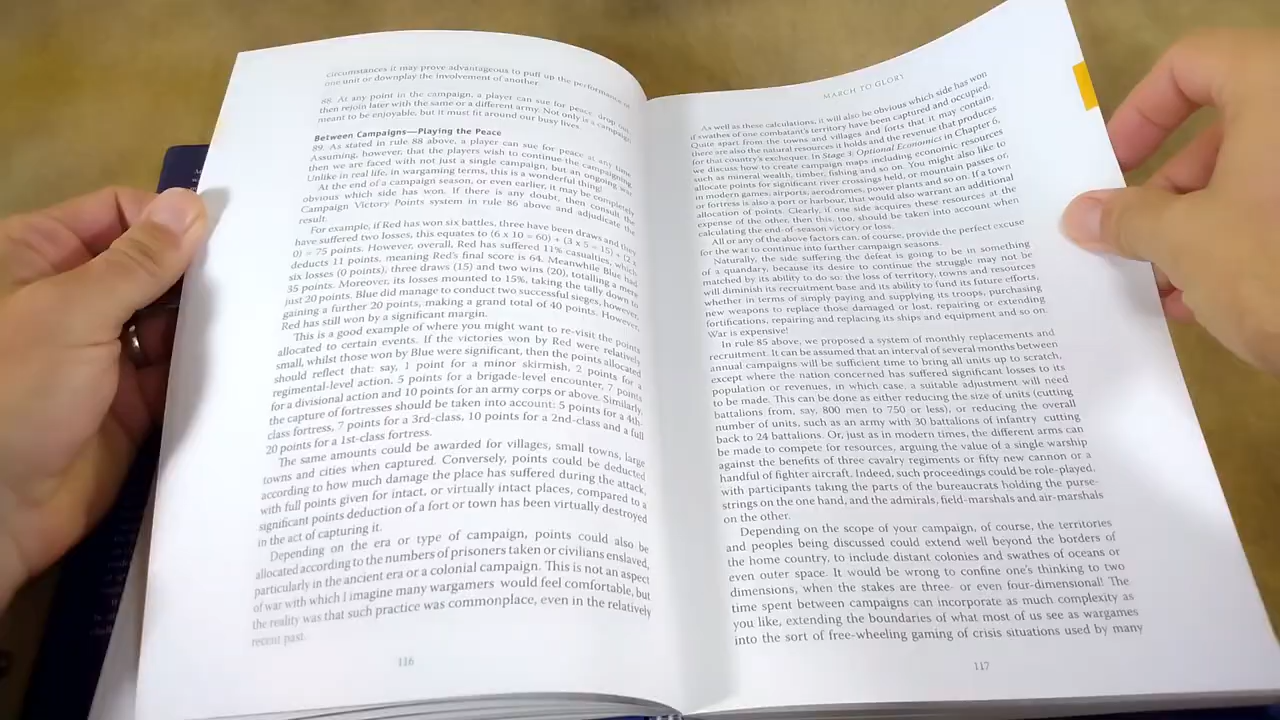 circumstances it may prove advantageous to puff up the performance of
one unit or downplay the involvement of another.
88. At any point in the campaign, a player can sue for peace, drop out,
then rejoin later with the same or a different army. Not only is a campaign
meant to be enjoyable, but it must fit around our busy lives.
Between Campaigns—Playing the Peace
89. As stated in rule 88 above, a player can sue for peace at any time.
Assuming, however, that the players wish to continue the campaign,
then we are faced with not just a single campaign, but an ongoing war.
Unlike in real life, in wargaming terms, this is a wonderful thing!
At the end of a campaign season, or even earlier, it may be completely
obvious which side has won. If there is any doubt, then consult the
Campaign Victory Points system in rule 86 above and adjudicate the
result.
For example, if Red has won six battles, three have been draws and they
have suffered two losses, this equates to (6 x 10 = 60) + (3 x 5 = 15) + (2 x
0) = 75 points. However, overall, Red has suffered 11% casualties, which
deducts 11 points, meaning Red's final score is 64. Meanwhile Blue had
six losses (0 points), three draws (15) and two wins (20), totalling a mere
35 points. Moreover, its losses mounted to 15%, taking the tally down to
just 20 points. Blue did manage to conduct two successful sieges, however,
gaining a further 20 points, making a grand total of 40 points. However,
Red has still won by a significant margin.
This is a good example of where you might want to re-visit the points
allocated to certain events. If the victories won by Red were relatively
small, whilst those won by Blue were significant, then the points allocated
should reflect that: say, 1 point for a minor skirmish, 2 points for a
regimental-level action, 5 points for a brigade-level encounter, 7 points
for a divisional action and 10 points for an army corps or above. Similarly,
the capture of fortresses should be taken into account: 5 points for a 4th-
class fortress, 7 points for a 3rd-class, 10 points for a 2nd-class and a full
20 points for a 1st-class fortress.
The same amounts could be awarded for villages, small towns, large
towns and cities when captured. Conversely, points could be deducted
according to how much damage the place has suffered during the attack,
with full points given for intact, or virtually intact places, compared to a
significant points deduction of a fort or town has been virtually destroyed
in the act of capturing it.
Depending on the era or type of campaign, points could also be
allocated according to the numbers of prisoners taken or civilians enslaved,
particularly in the ancient era or a colonial campaign. This is not an aspect
of war with which I imagine many wargamers would feel comfortable, but
the reality was that such practice was commonplace, even in the relatively
recent past.
116
MARCH TO GLORY
As well as these calculations, it will also be obvious which side has won
if swathes of one combatant's territory have been captured and occupied.
Quite apart from the towns and villages and forts that it may contain,
there are also the natural resources it holds and the revenue that produces
for that country's exchequer. In Stage 3, Optional Economics in Chapter 6,
we discuss how to create campaign maps including economic resources
such as mineral wealth, timber, fishing and so on. You might also like to
allocate points for significant river crossings held, or mountain passes or,
in modern games, airports, aerodromes, power plants and so on. If a town
or fortress is also a port or harbour, that would also warrant an additional
allocation of points. Clearly, if one side acquires these resources at the
expense of the other, then this, too, should be taken into account when
calculating the end-of-season victory or loss.
All or any of the above factors can, of course, provide the perfect excuse
for the war to continue into further campaign seasons.
Naturally, the side suffering the defeat is going to be in something
of a quandary, because its desire to continue the struggle may not be
matched by its ability to do so: the loss of territory, towns and resources
will diminish its recruitment base and its ability to fund its future efforts,
whether in terms of simply paying and supplying its troops, purchasing
new weapons to replace those damaged or lost, repairing or extending
fortifications, repairing and replacing its ships and equipment and so on.
War is expensive!
In rule 85 above, we proposed a system of monthly replacements and
recruitment. It can be assumed that an interval of several months between
annual campaigns will be sufficient time to bring all units up to scratch,
except where the nation concerned has suffered significant losses to its
population or revenues, in which case, a suitable adjustment will need
to be made. This can be done as either reducing the size of units (cutting
battalions from, say, 800 men to 750 or less), or reducing the overall
number of units, such as an army with 30 battalions of infantry cutting
back to 24 battalions. Or, just as in modern times, the different arms can
be made to compete for resources, arguing the value of a single warship
against the benefits of three cavalry regiments or fifty new cannon or a
handful of fighter aircraft. Indeed, such proceedings could be role-played,
with participants taking the parts of the bureaucrats holding the purse-
strings on the one hand, and the admirals, field-marshals and air-marshals
on the other.
Depending on the scope of your campaign, of course, the territories
and peoples being discussed could extend well beyond the borders of
the home country, to include distant colonies and swathes of oceans or
even outer space. It would be wrong to confine one's thinking to two
dimensions, when the stakes are three- or even four-dimensional! The
time spent between campaigns can incorporate as much complexity as
you like, extending the boundaries of what most of us see as wargames
into the sort of free-wheeling gaming of crisis situations used by many
117